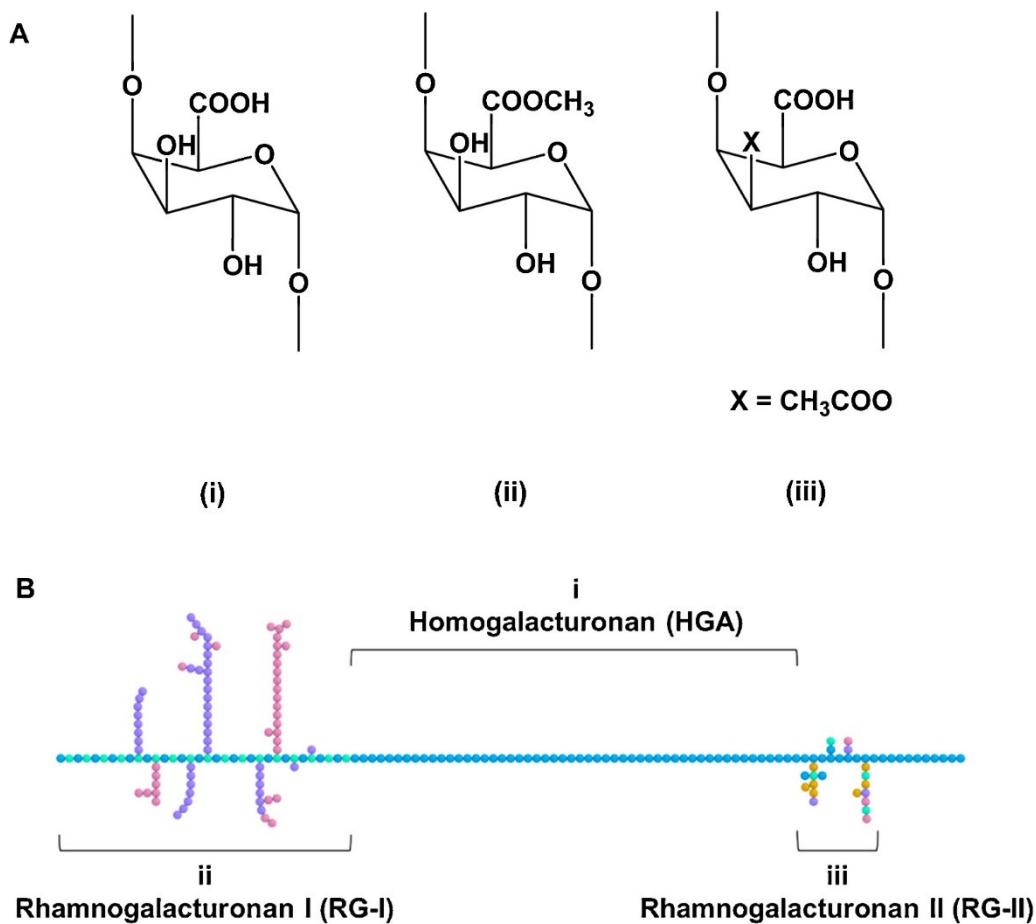 A
O
COOH
OH
O
OH
O
(i)
O
COOCH₃
OH
O
OH
O
(ii)
O
COOH
X
O
OH
O
X = CH₃COO
(iii)
B
i
Homogalacturonan (HGA)
ii
Rhamnogalacturonan I (RG-I)
iii
Rhamnogalacturonan II (RG-II)